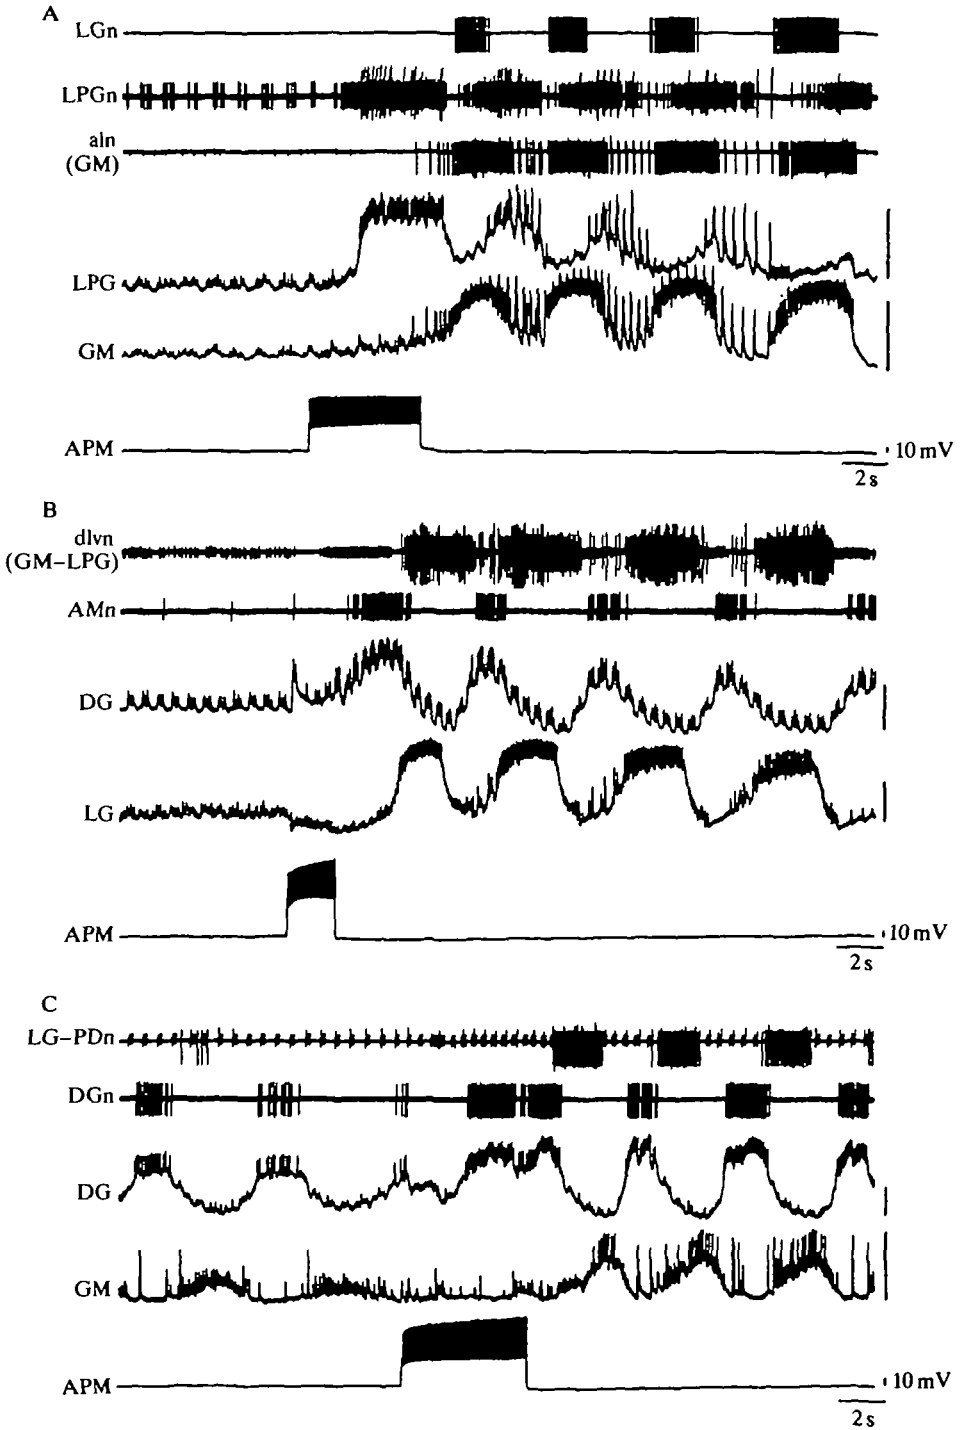 A
LGn
LPGn
aln
(GM)
LPG
GM
APM
10 mV
2 s
B
dlvn
(GM–LPG)
AMn
DG
LG
APM
10 mV
2 s
C
LG–PDn
DGn
DG
GM
APM
10 mV
2 s